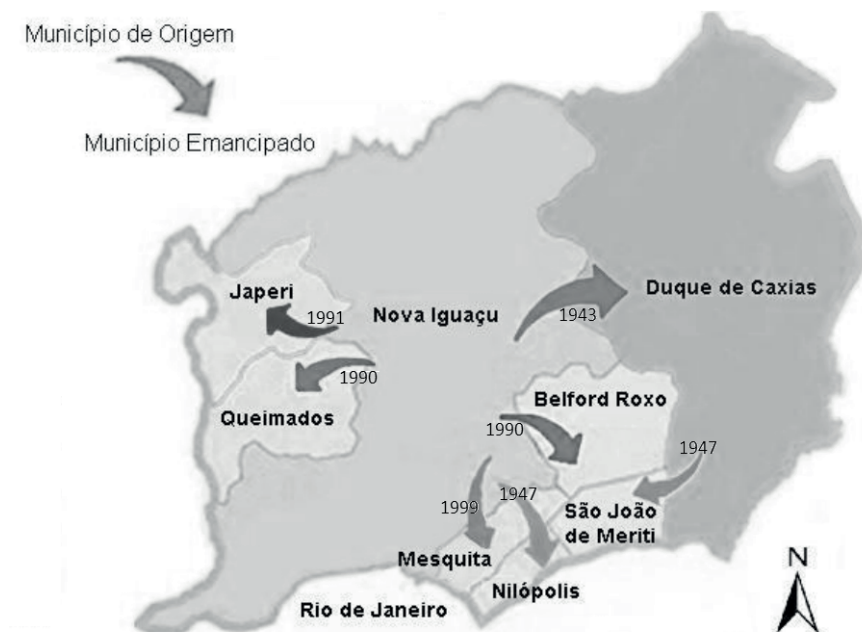 Município de Origem
Município Emancipado
N
Japeri
1991
Nova Iguaçu
1943
Duque de Caxias
1990
Queimados
Belford Roxo
1990
1947
1999
1947
São João
de Meriti
Mesquita
Nilópolis
Rio de Janeiro